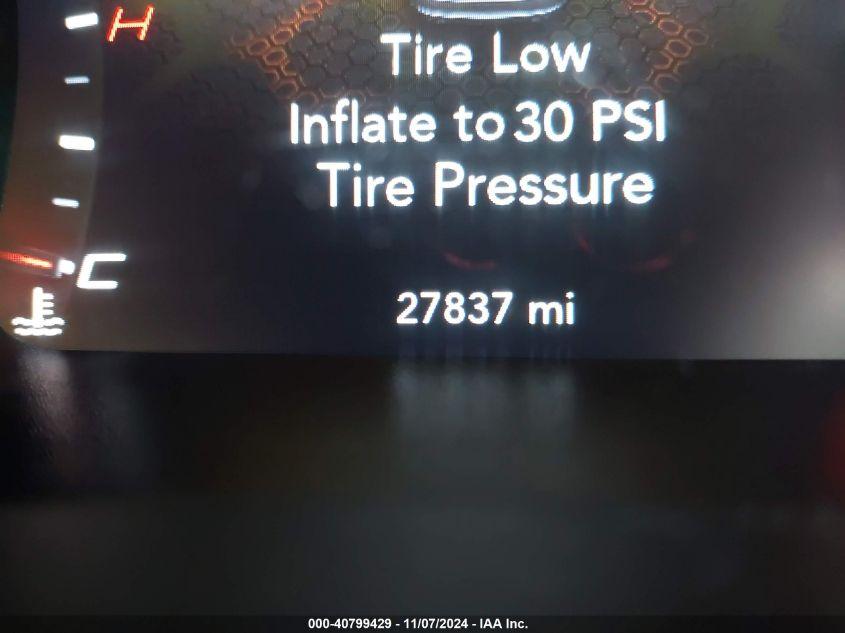 H
Tire Low
Inflate to 30 PSI
Tire Pressure
C
27837 mi
000-40799429 - 11/07/2024 - IAA Inc.